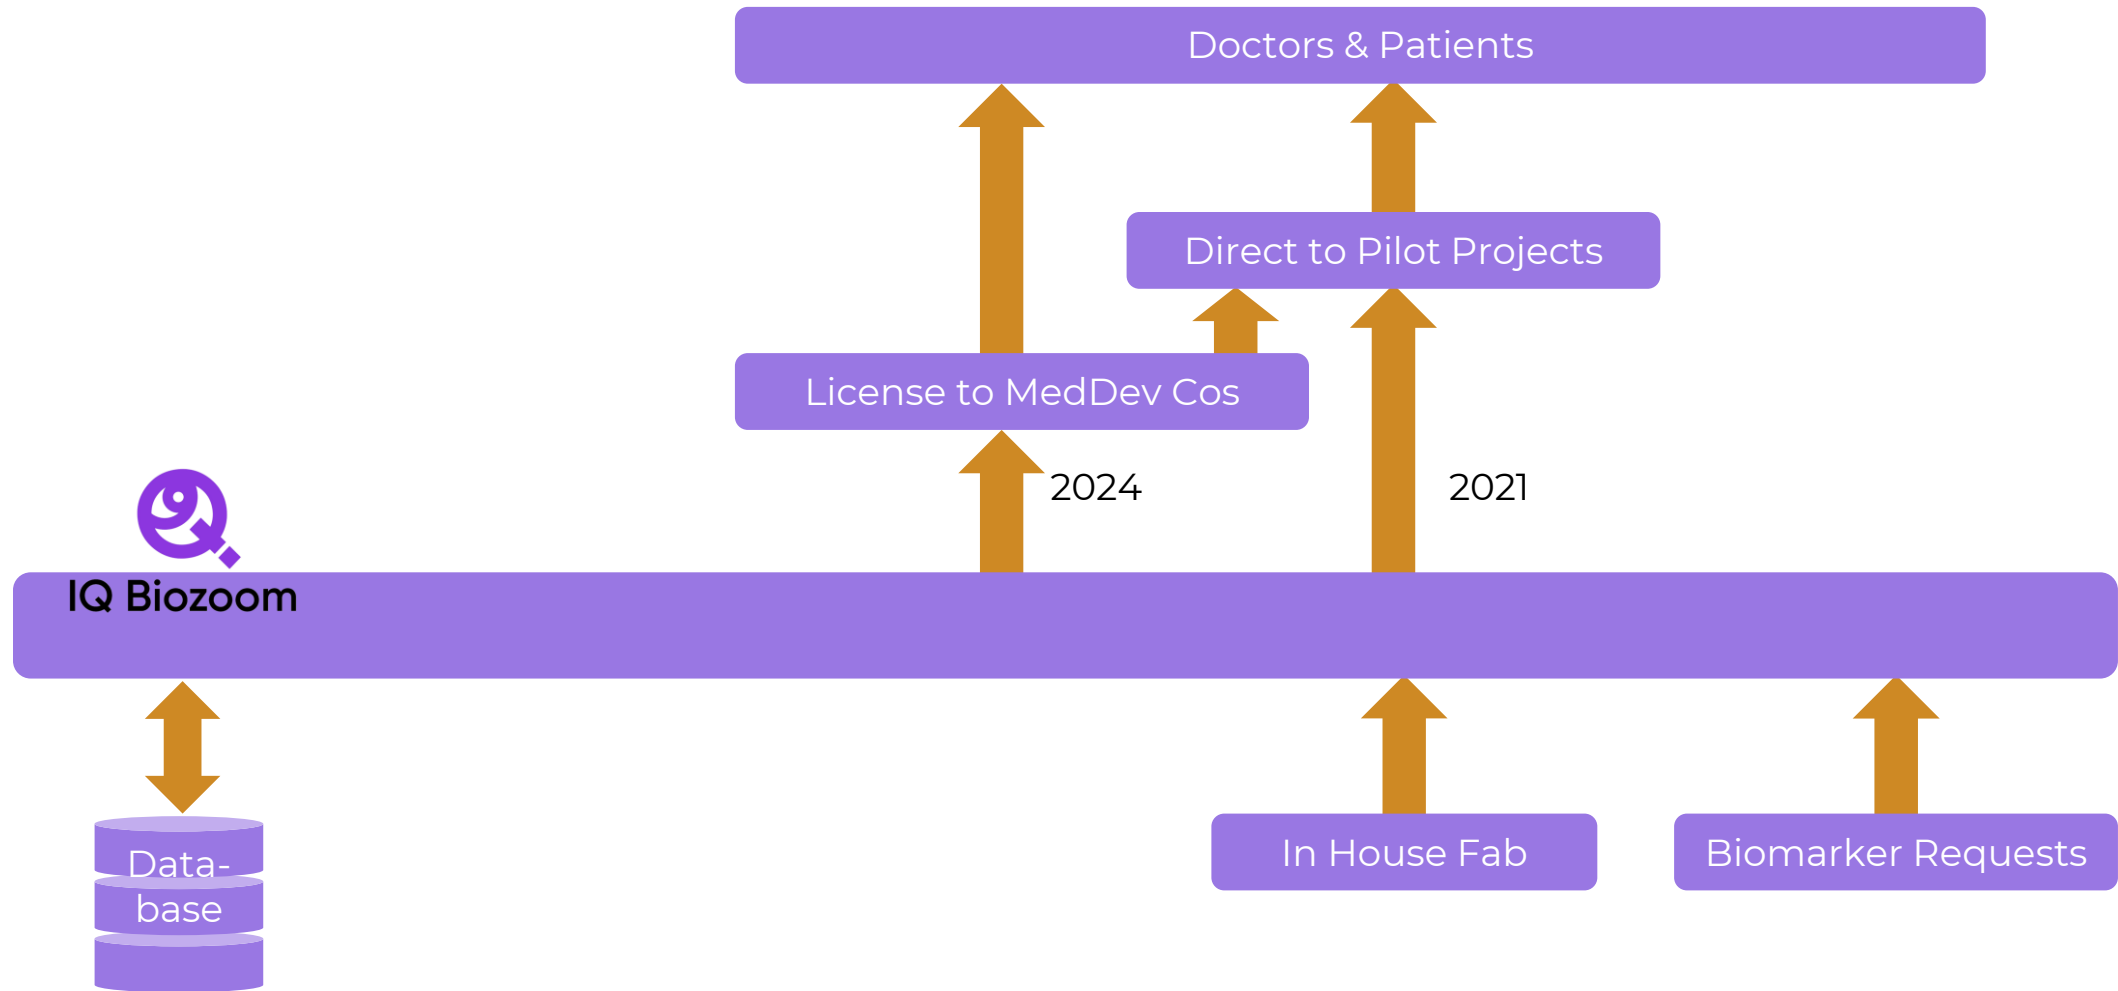 Doctors & Patients
Direct to Pilot Projects
License to MedDev Cos
2024
2021
IQ Biozoom
In House Fab
Biomarker Requests
Data-
base